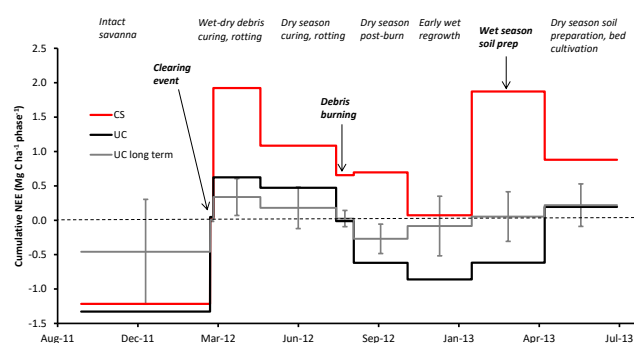 Intact
savanna
Wet-dry debris
curing, rotting
Dry season
curing, rotting
Dry season
post-burn
Early wet
regrowth
Wet season
soil prep
Dry season soil
preparation, bed
cultivation
Clearing
event
Debris
burning
CS
UC
UC long term
Cumulative NEE (Mg C ha⁻¹ phase⁻¹)
2.5
2.0
1.5
1.0
0.5
0.0
-0.5
-1.0
-1.5
Aug-11
Dec-11
Mar-12
Jun-12
Sep-12
Jan-13
Apr-13
Jul-13